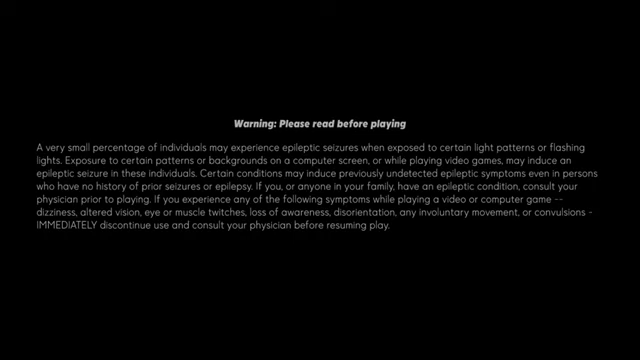 Warning: Please read before playing
A very small percentage of individuals may experience epileptic seizures when exposed to certain light patterns or flashing
lights. Exposure to certain patterns or backgrounds on a computer screen, or while playing video games, may induce an
epileptic seizure in these individuals. Certain conditions may induce previously undetected epileptic symptoms even in persons
who have no history of prior seizures or epilepsy. If you, or anyone in your family, have an epileptic condition, consult your
physician prior to playing. If you experience any of the following symptoms while playing a video or computer game --
dizziness, altered vision, eye or muscle twitches, loss of awareness, disorientation, any involuntary movement, or convulsions -
IMMEDIATELY discontinue use and consult your physician before resuming play.